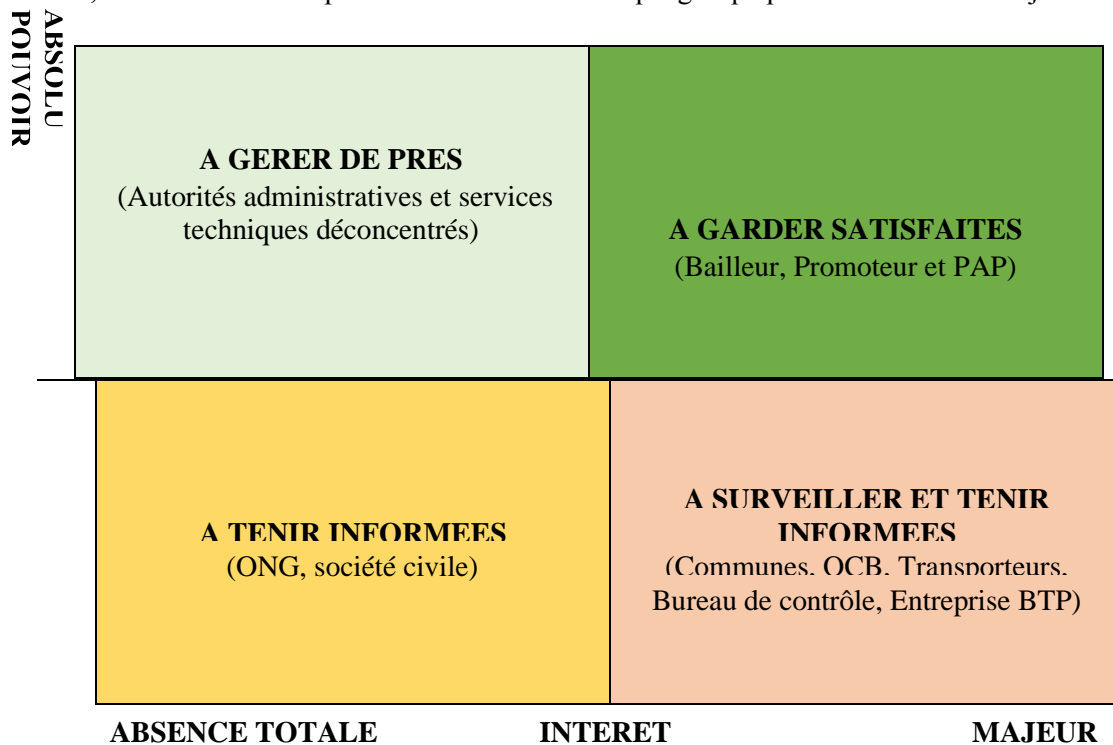 ABSOLU
POUVOIR
A GERER DE PRES
(Autorités administratives et services
techniques déconcentrés)
A GARDER SATISFAITES
(Bailleur, Promoteur et PAP)
A TENIR INFORMEES
(ONG, société civile)
A SURVEILLER ET TENIR
INFORMEES
(Communes, OCB, Transporteurs,
Bureau de contrôle, Entreprise BTP)
ABSENCE TOTALE INTERET MAJEUR